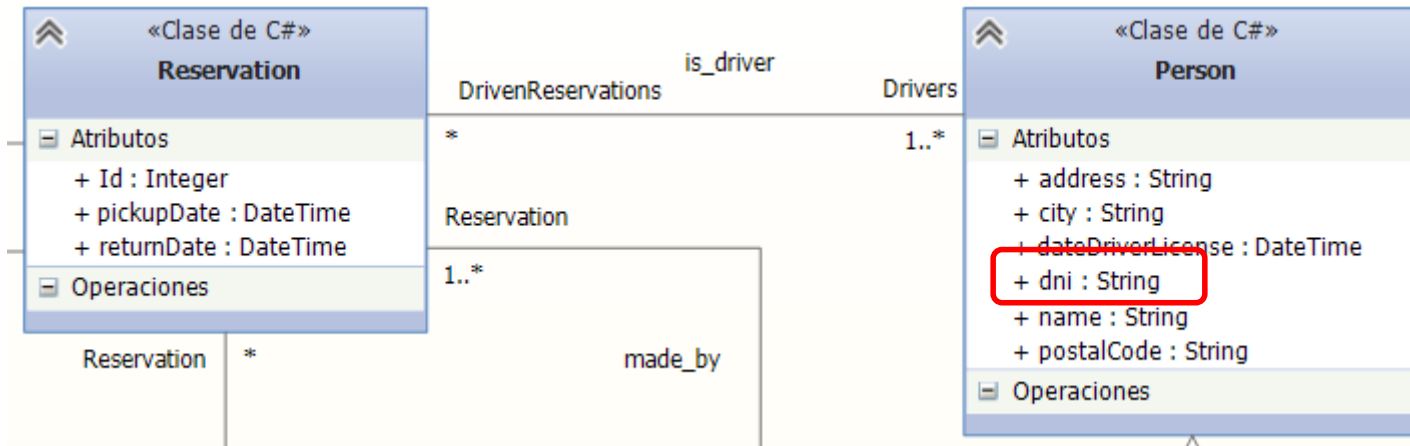 «Clase de C#»
Reservation
Atributos
+ Id : Integer
+ pickupDate : DateTime
+ returnDate : DateTime
Operaciones
is_driver
DrivenReservations
Drivers
*
1..*
Reservation
1..*
made_by
Reservation
*
«Clase de C#»
Person
Atributos
+ address : String
+ city : String
+ dateDriverLicense : DateTime
+ dni : String
+ name : String
+ postalCode : String
Operaciones